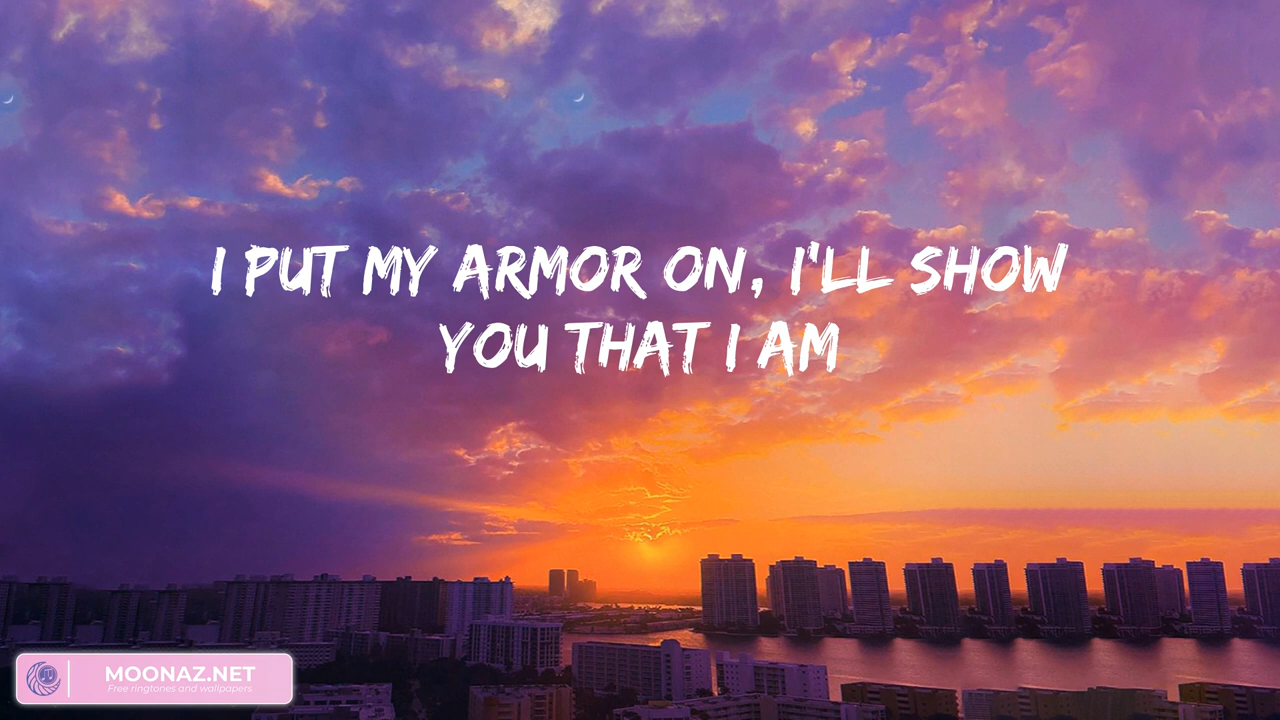 I PUT MY ARMOR ON, I'LL SHOW
YOU THAT I AM
MOONAZ.NET
Free ringtones and wallpapers